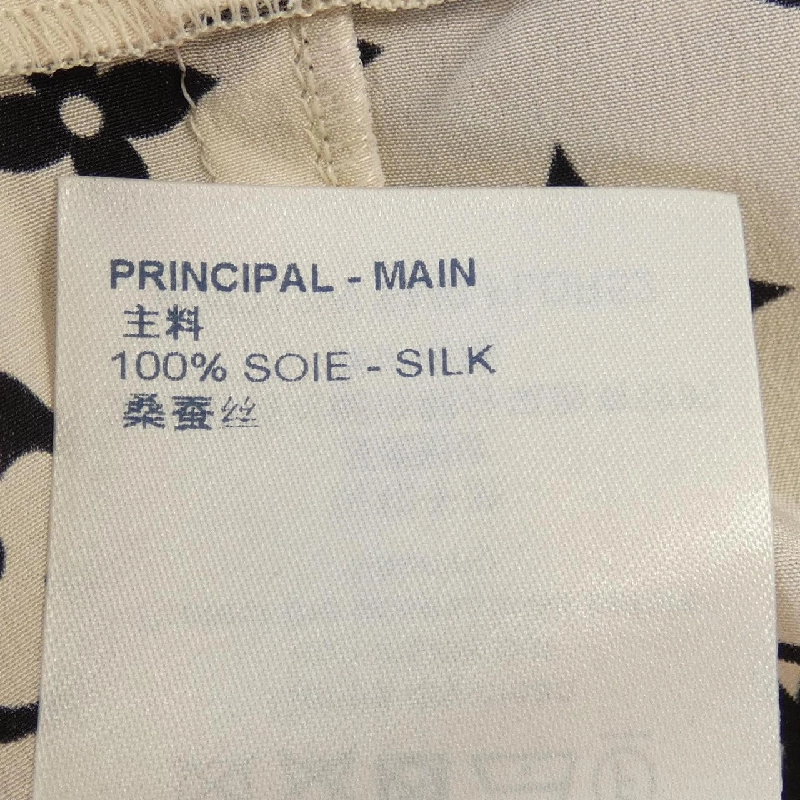 PRINCIPAL - MAIN
主料
100% SOIE - SILK
桑蚕丝